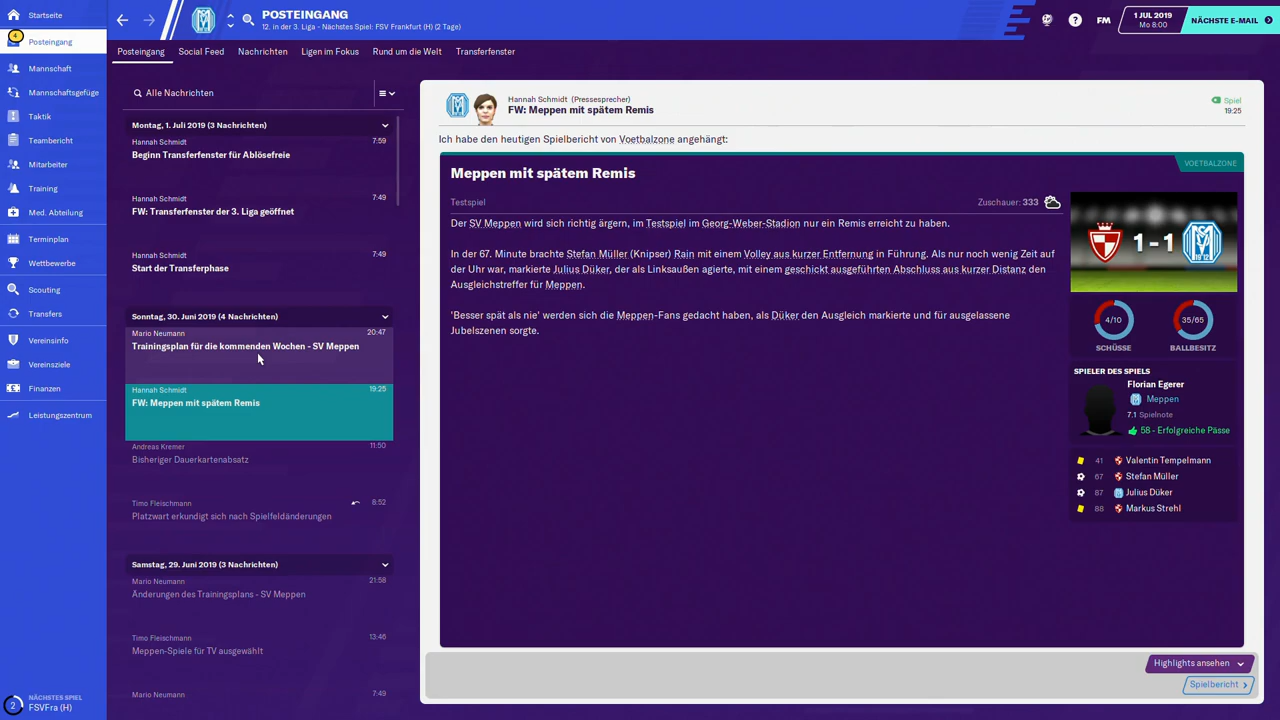 Startseite
4
Posteingang
Mannschaft
Mannschaftsgefüge
Taktik
Teambericht
Mitarbeiter
Training
Med. Abteilung
Terminplan
Wettbewerbe
Scouting
Transfers
Vereinsinfo
Vereinsziele
Finanzen
Leistungszentrum
NÄCHSTES SPIEL
2
FSVFra (H)
POSTEINGANG
12. in der 3. Liga - Nächstes Spiel: FSV Frankfurt (H) (2 Tage)
?
FM
1 JUL 2019
Mo 8:00
NÄCHSTE E-MAIL
Posteingang
Social Feed
Nachrichten
Ligen im Fokus
Rund um die Welt
Transferfenster
Alle Nachrichten
Montag, 1. Juli 2019 (3 Nachrichten)
Hannah Schmidt 7:59
Beginn Transferfenster für Ablösefreie
Hannah Schmidt 7:49
FW: Transferfenster der 3. Liga geöffnet
Hannah Schmidt 7:49
Start der Transferphase
Sonntag, 30. Juni 2019 (4 Nachrichten)
Mario Neumann 20:47
Trainingsplan für die kommenden Wochen - SV Meppen
Hannah Schmidt 19:25
FW: Meppen mit spätem Remis
Andreas Kremer 11:50
Bisheriger Dauerkartenabsatz
Timo Fleischmann 8:52
Platzwart erkundigt sich nach Spielfeldänderungen
Samstag, 29. Juni 2019 (3 Nachrichten)
Mario Neumann 21:58
Änderungen des Trainingsplans - SV Meppen
Timo Fleischmann 13:46
Meppen-Spiele für TV ausgewählt
Mario Neumann 7:49
Hannah Schmidt (Pressesprecher)
FW: Meppen mit spätem Remis
Spiel
19:25
Ich habe den heutigen Spielbericht von Voetbalzone angehängt:
VOETBALZONE
Meppen mit spätem Remis
Testspiel
Zuschauer: 333
Der SV Meppen wird sich richtig ärgern, im Testspiel im Georg-Weber-Stadion nur ein Remis erreicht zu haben.
In der 67. Minute brachte Stefan Müller (Knipser) Rain mit einem Volley aus kurzer Entfernung in Führung. Als nur noch wenig Zeit auf
der Uhr war, markierte Julius Düker, der als Linksaußen agierte, mit einem geschickt ausgeführten Abschluss aus kurzer Distanz den
Ausgleichstreffer für Meppen.
'Besser spät als nie' werden sich die Meppen-Fans gedacht haben, als Düker den Ausgleich markierte und für ausgelassene
Jubelszenen sorgte.
1 - 1
4/10
SCHÜSSE
35/65
BALLBESITZ
SPIELER DES SPIELS
Florian Egerer
Meppen
7.1 Spielnote
58 - Erfolgreiche Pässe
41 Valentin Tempelmann
67 Stefan Müller
87 Julius Düker
88 Markus Strehl
Highlights ansehen
Spielbericht